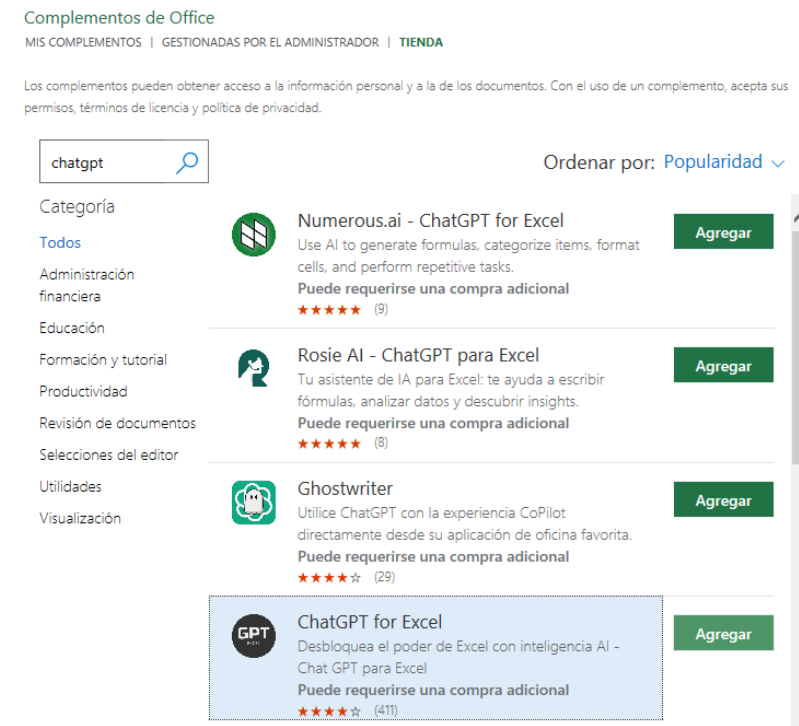 Complementos de Office
MIS COMPLEMENTOS | GESTIONADAS POR EL ADMINISTRADOR | TIENDA
Los complementos pueden obtener acceso a la información personal y a la de los documentos. Con el uso de un complemento, acepta sus
permisos, términos de licencia y política de privacidad.
chatgpt
Ordenar por: Popularidad
Categoría
Todos
Administración
financiera
Educación
Formación y tutorial
Productividad
Revisión de documentos
Selecciones del editor
Utilidades
Visualización
Numerous.ai - ChatGPT for Excel
Use AI to generate formulas, categorize items, format
cells, and perform repetitive tasks.
Puede requerirse una compra adicional
★★★★★ (9)
Agregar
Rosie AI - ChatGPT para Excel
Tu asistente de IA para Excel: te ayuda a escribir
fórmulas, analizar datos y descubrir insights.
Puede requerirse una compra adicional
★★★★★ (8)
Agregar
Ghostwriter
Utilice ChatGPT con la experiencia CoPilot
directamente desde su aplicación de oficina favorita.
Puede requerirse una compra adicional
★★★★☆ (29)
Agregar
GPT
EXCEL
ChatGPT for Excel
Desbloquea el poder de Excel con inteligencia AI -
Chat GPT para Excel
Puede requerirse una compra adicional
★★★★☆ (411)
Agregar